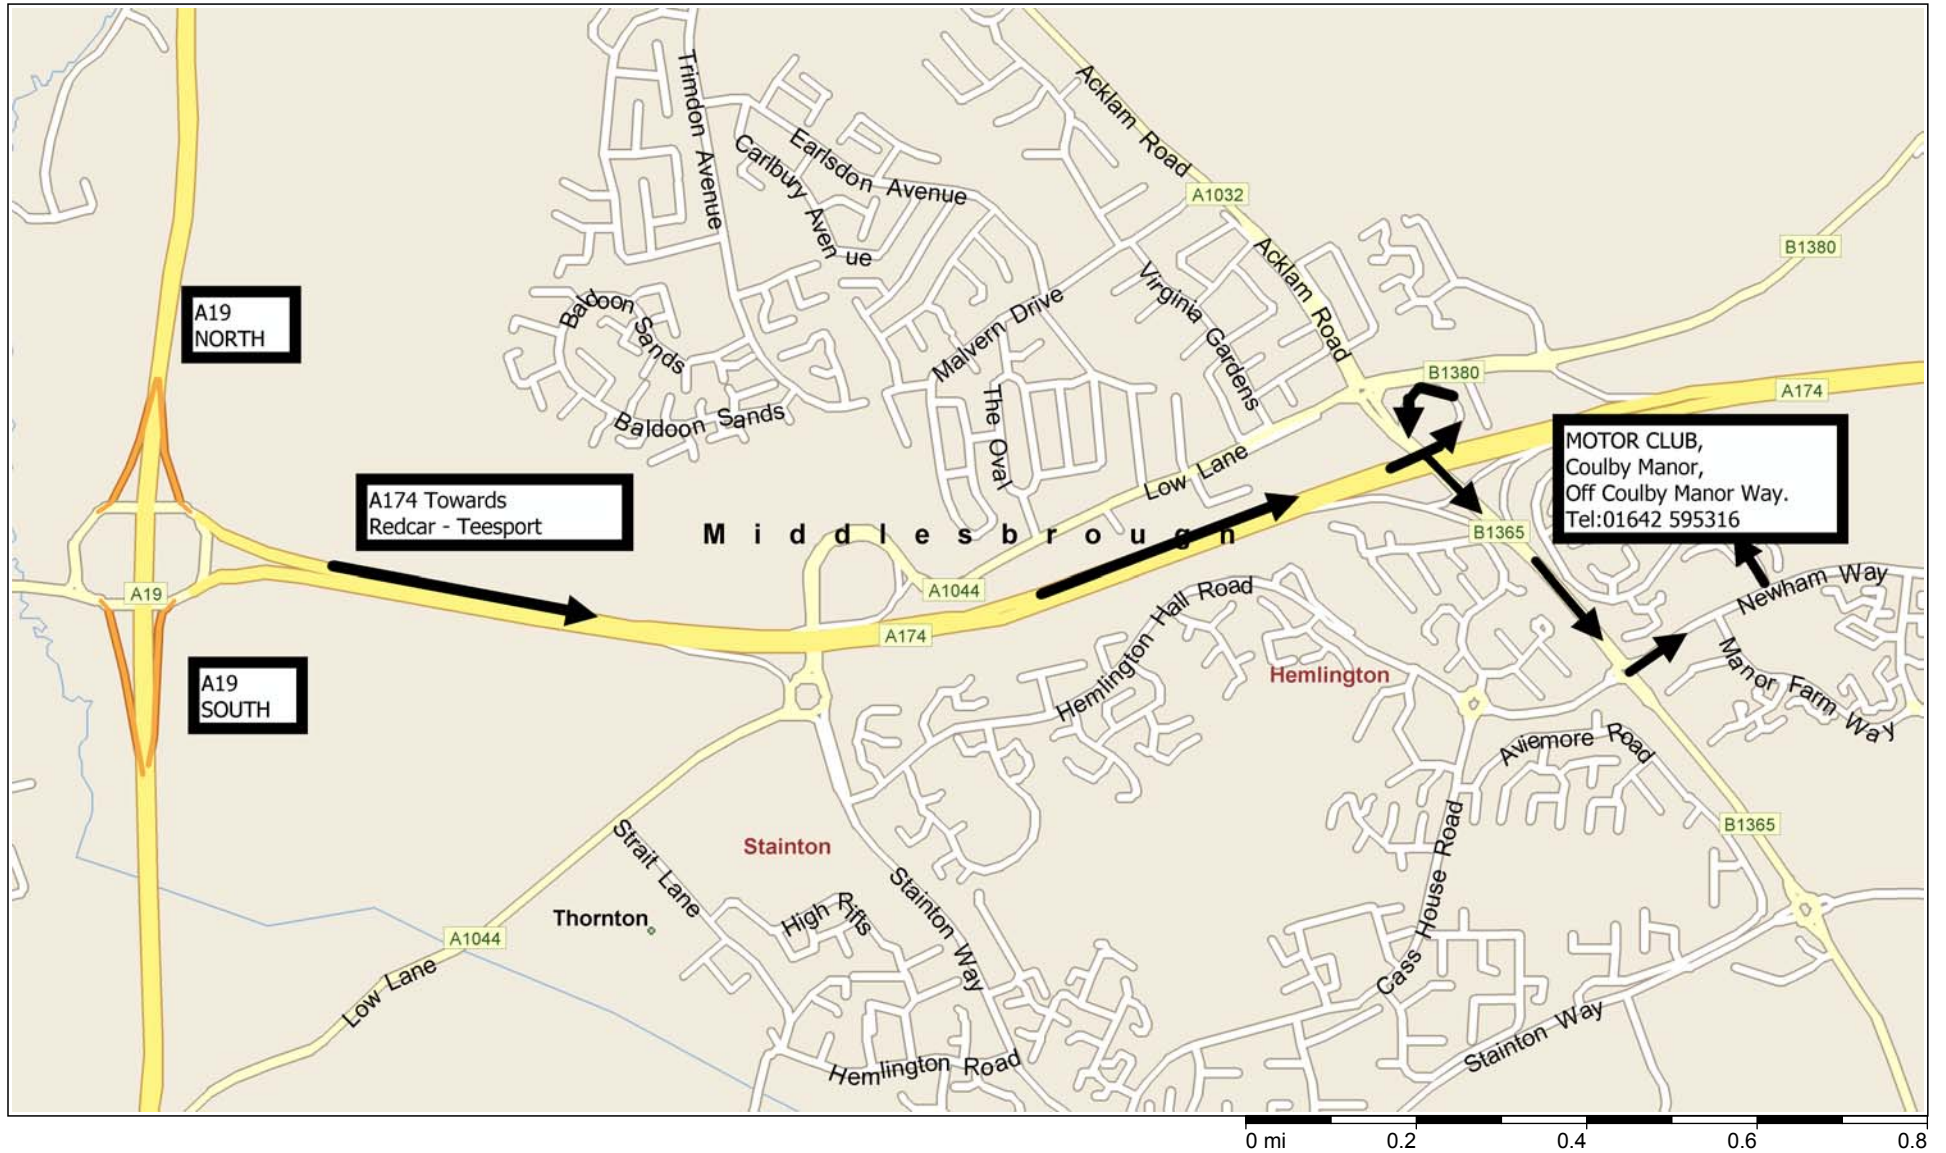 Trimdon Avenue
Earlsdon Avenue
Carlbury Aven ue
Acklam Road
A1032
Acklam Road
B1380
A19
NORTH
Baldoon Sands
Malvern Drive
Virginia Gardens
B1380
A174
Baldoon Sands
The Oval
Low Lane
MOTOR CLUB,
Coulby Manor,
Off Coulby Manor Way.
Tel:01642 595316
A174 Towards
Redcar - Teesport
Middlesbrough
B1365
A19
A1044
Newham Way
A174
Hemlington Hall Road
Hemlington
Manor Farm Way
A19
SOUTH
Aviemore Road
Strait Lane
Stainton
B1365
Cass House Road
Thornton
High Rifts
Stainton Way
A1044
Low Lane
Stainton Way
Hemlington Road
0 mi 0.2 0.4 0.6 0.8